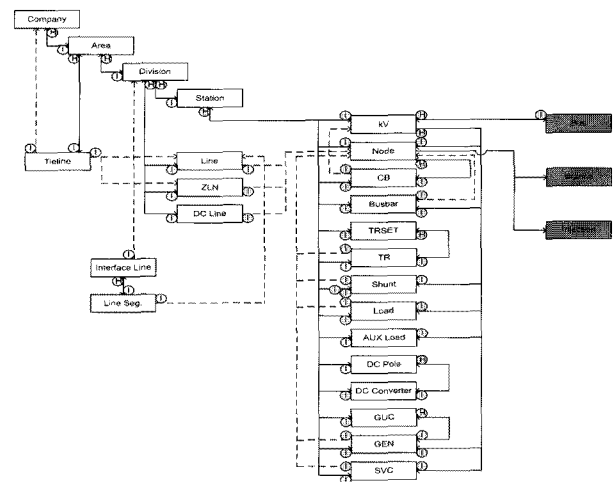 Company
Area
Division
Station
Tieline
Line
ZLN
DC Line
Interface Line
Line Seg.
kV
Node
CB
Busbar
TRSET
TR
Shunt
Load
AUX Load
DC Pole
DC Converter
GUC
GEN
SVC